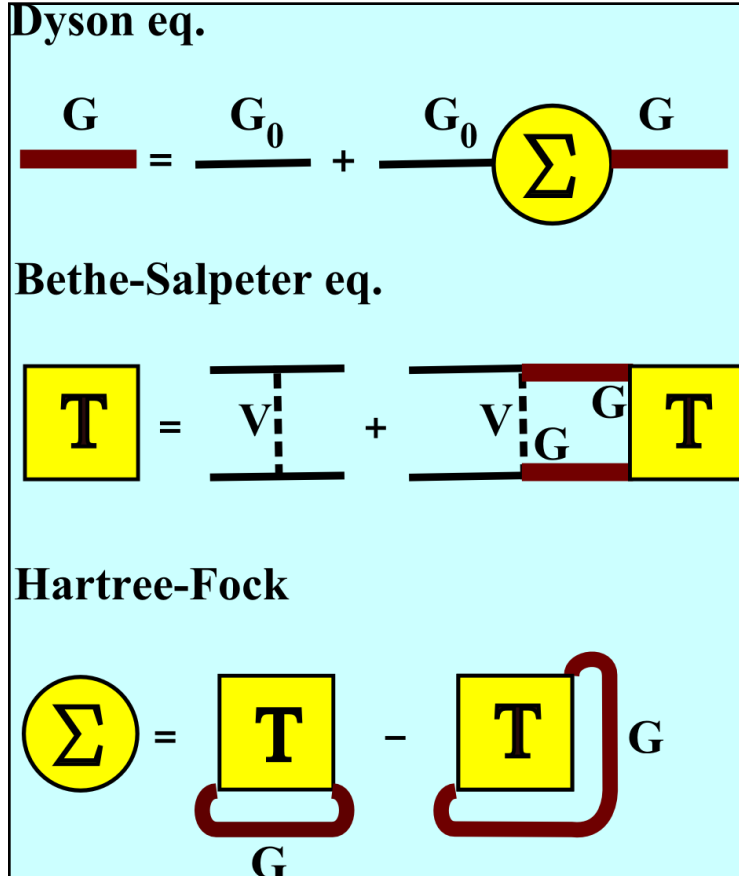 Dyson eq.
G = G₀ + G₀ Σ G
Bethe-Salpeter eq.
T = V + V G G T
Hartree-Fock
Σ = T G - T G